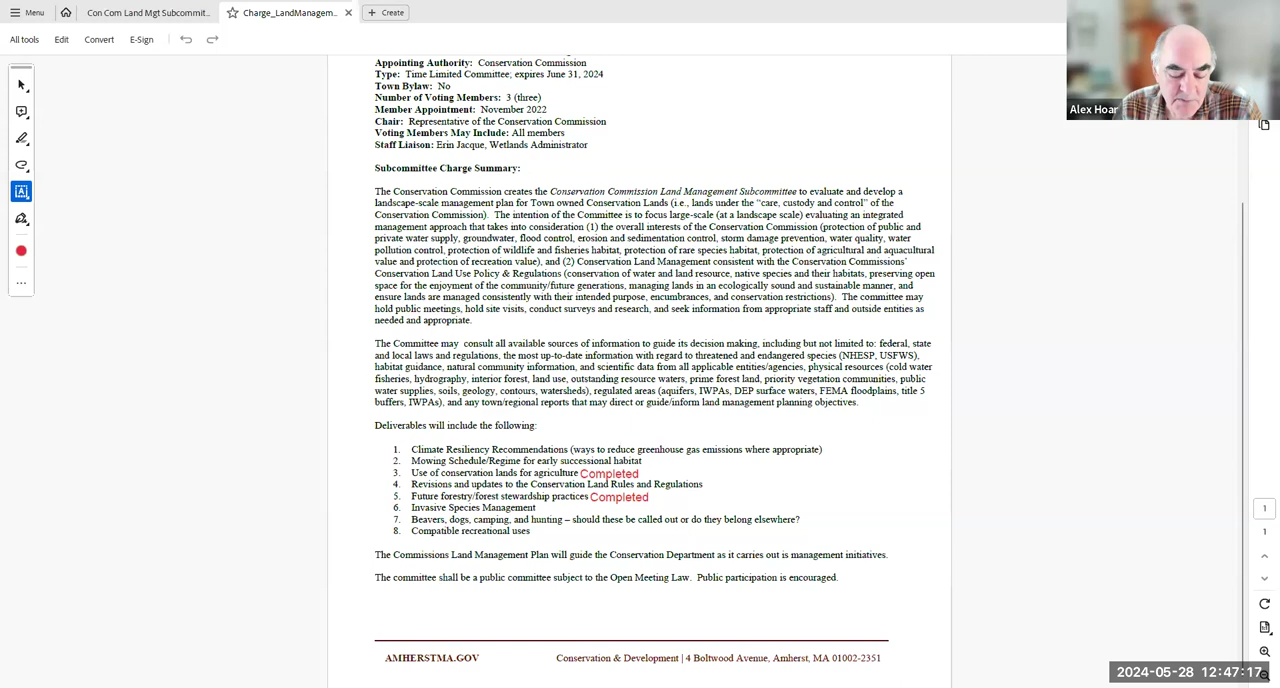 Menu
Con Com Land Mgt Subcommit...
Charge_LandManagem...
Create
All tools
Edit
Convert
E-Sign
Alex Hoar
Appointing Authority: Conservation Commission
Type: Time Limited Committee; expires June 31, 2024
Town Bylaw: No
Number of Voting Members: 3 (three)
Member Appointment: November 2022
Chair: Representative of the Conservation Commission
Voting Members May Include: All members
Staff Liaison: Erin Jacque, Wetlands Administrator
Subcommittee Charge Summary:
The Conservation Commission creates the Conservation Commission Land Management Subcommittee to evaluate and develop a
landscape-scale management plan for Town owned Conservation Lands (i.e., lands under the “care, custody and control” of the
Conservation Commission). The intention of the Committee is to focus large-scale (at a landscape scale) evaluating an integrated
management approach that takes into consideration (1) the overall interests of the Conservation Commission (protection of public and
private water supply, groundwater, flood control, erosion and sedimentation control, storm damage prevention, water quality, water
pollution control, protection of wildlife and fisheries habitat, protection of rare species habitat, protection of agricultural and aquacultural
value and protection of recreation value), and (2) Conservation Land Management consistent with the Conservation Commissions’
Conservation Land Use Policy & Regulations (conservation of water and land resource, native species and their habitats, preserving open
space for the enjoyment of the community/future generations, managing lands in an ecologically sound and sustainable manner, and
ensure lands are managed consistently with their intended purpose, encumbrances, and conservation restrictions). The committee may
hold public meetings, hold site visits, conduct surveys and research, and seek information from appropriate staff and outside entities as
needed and appropriate.
The Committee may consult all available sources of information to guide its decision making, including but not limited to: federal, state
and local laws and regulations, the most up-to-date information with regard to threatened and endangered species (NHESP, USFWS),
habitat guidance, natural community information, and scientific data from all applicable entities/agencies, physical resources (cold water
fisheries, hydrography, interior forest, land use, outstanding resource waters, prime forest land, priority vegetation communities, public
water supplies, soils, geology, contours, watersheds), regulated areas (aquifers, IWPAs, DEP surface waters, FEMA floodplains, title 5
buffers, IWPAs), and any town/regional reports that may direct or guide/inform land management planning objectives.
Deliverables will include the following:
1. Climate Resiliency Recommendations (ways to reduce greenhouse gas emissions where appropriate)
2. Mowing Schedule/Regime for early successional habitat
3. Use of conservation lands for agriculture Completed
4. Revisions and updates to the Conservation Land Rules and Regulations
5. Future forestry/forest stewardship practices Completed
6. Invasive Species Management
7. Beavers, dogs, camping, and hunting – should these be called out or do they belong elsewhere?
8. Compatible recreational uses
The Commissions Land Management Plan will guide the Conservation Department as it carries out is management initiatives.
The committee shall be a public committee subject to the Open Meeting Law. Public participation is encouraged.
AMHERSTMA.GOV
Conservation & Development | 4 Boltwood Avenue, Amherst, MA 01002-2351
1
1
2024-05-28 12:47:17